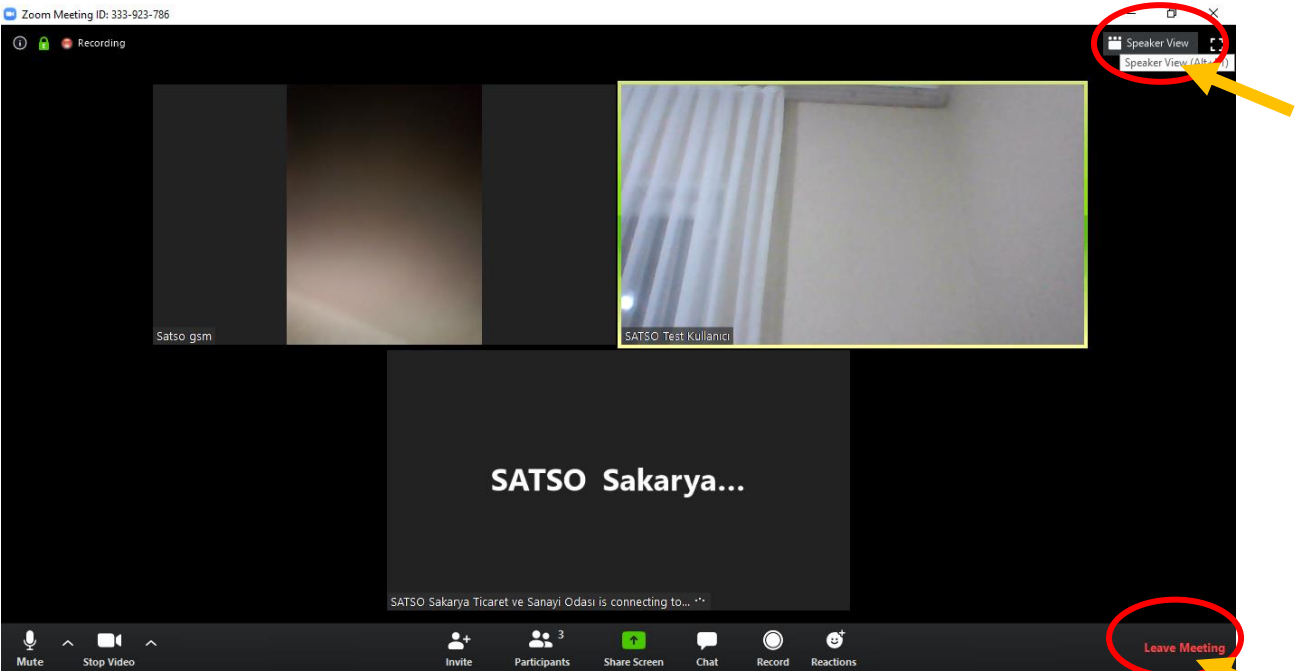 Zoom Meeting ID: 333-923-786
Recording
Speaker View
Satso gsm
SATSO Test Kullanıcı
SATSO Sakarya...
SATSO Sakarya Ticaret ve Sanayi Odası is connecting to...
3
Mute
Stop Video
Invite
Participants
Share Screen
Chat
Record
Reactions
Leave Meeting